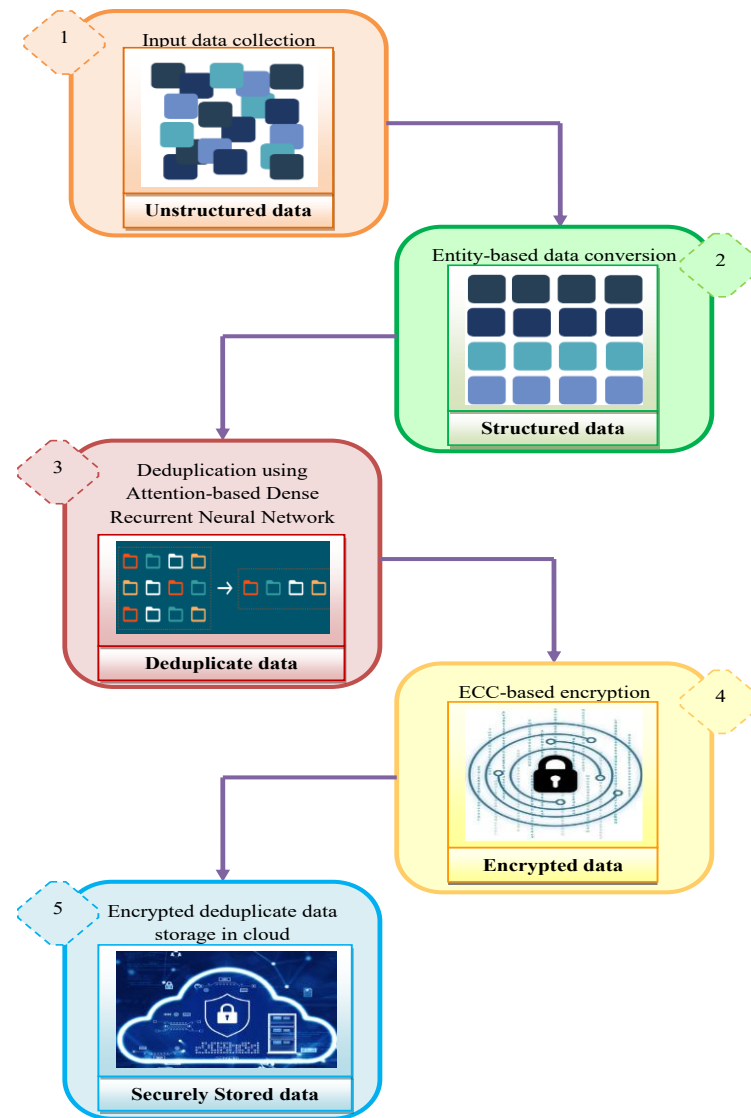 1
Input data collection
Unstructured data
2
Entity-based data conversion
Structured data
3
Deduplication using
Attention-based Dense
Recurrent Neural Network
Deduplicate data
4
ECC-based encryption
Encrypted data
5
Encrypted deduplicate data
storage in cloud
Securely Stored data